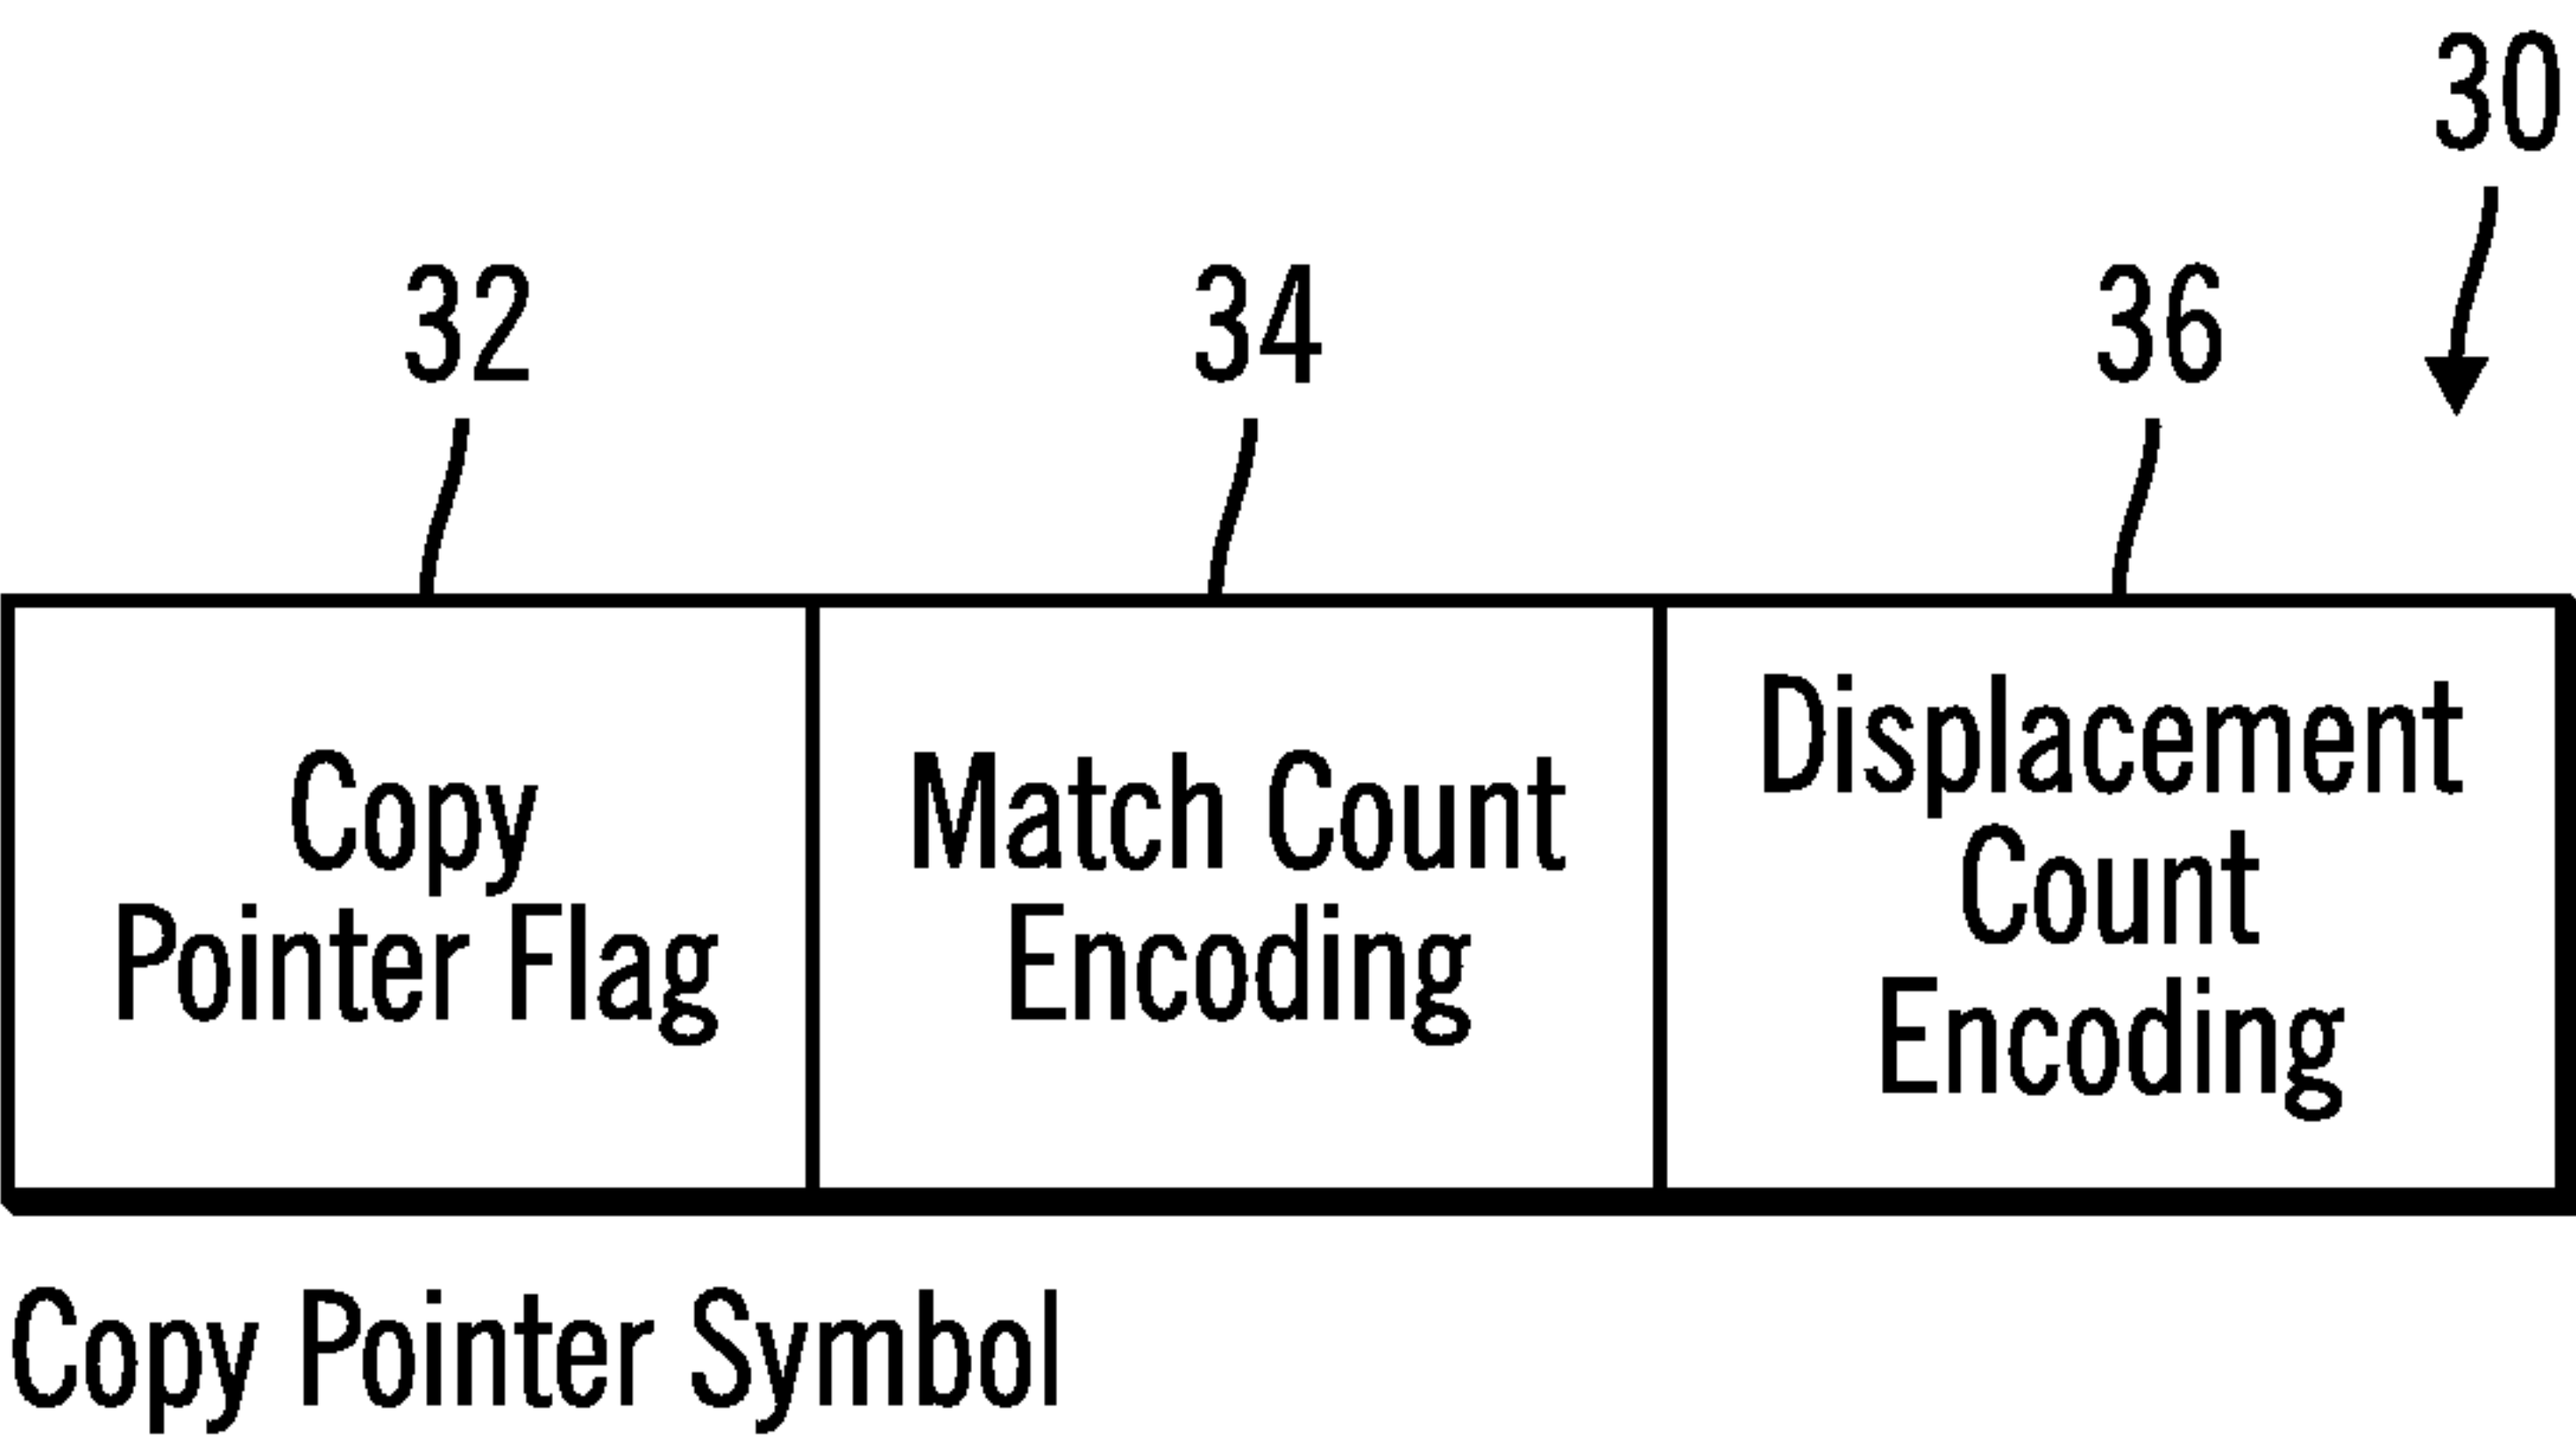 30
32
34
36
Copy
Pointer Flag
Match Count
Encoding
Displacement
Count
Encoding
Copy Pointer Symbol